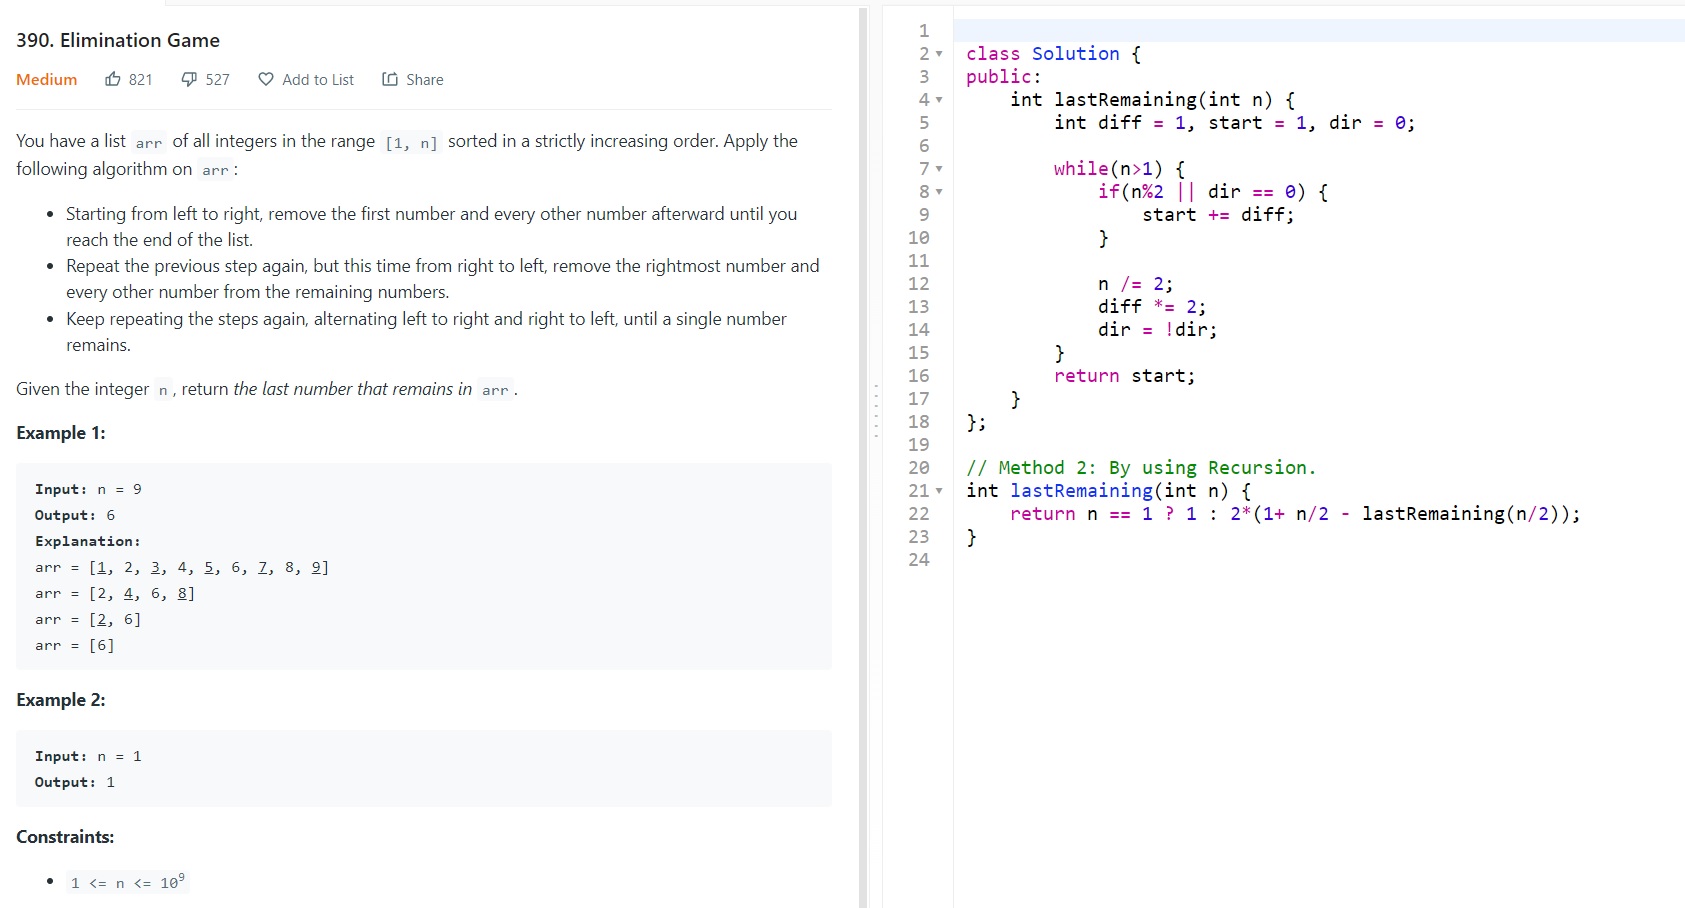 390. Elimination Game
Medium 821 527 Add to List Share
You have a list arr of all integers in the range [1, n] sorted in a strictly increasing order. Apply the
following algorithm on arr :
• Starting from left to right, remove the first number and every other number afterward until you
reach the end of the list.
• Repeat the previous step again, but this time from right to left, remove the rightmost number and
every other number from the remaining numbers.
• Keep repeating the steps again, alternating left to right and right to left, until a single number
remains.
Given the integer n , return the last number that remains in arr .
Example 1:
Input: n = 9
Output: 6
Explanation:
arr = [1, 2, 3, 4, 5, 6, 7, 8, 9]
arr = [2, 4, 6, 8]
arr = [2, 6]
arr = [6]
Example 2:
Input: n = 1
Output: 1
Constraints:
• 1 <= n <= 10⁹
1
2 class Solution {
3 public:
4 int lastRemaining(int n) {
5 int diff = 1, start = 1, dir = 0;
6
7 while(n>1) {
8 if(n%2 || dir == 0) {
9 start += diff;
10 }
11
12 n /= 2;
13 diff *= 2;
14 dir = !dir;
15 }
16 return start;
17 }
18 };
19
20 // Method 2: By using Recursion.
21 int lastRemaining(int n) {
22 return n == 1 ? 1 : 2*(1+ n/2 - lastRemaining(n/2));
23 }
24